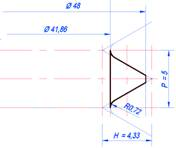 Ø 48
Ø 41,86
P = 5
R0,72
H = 4,33